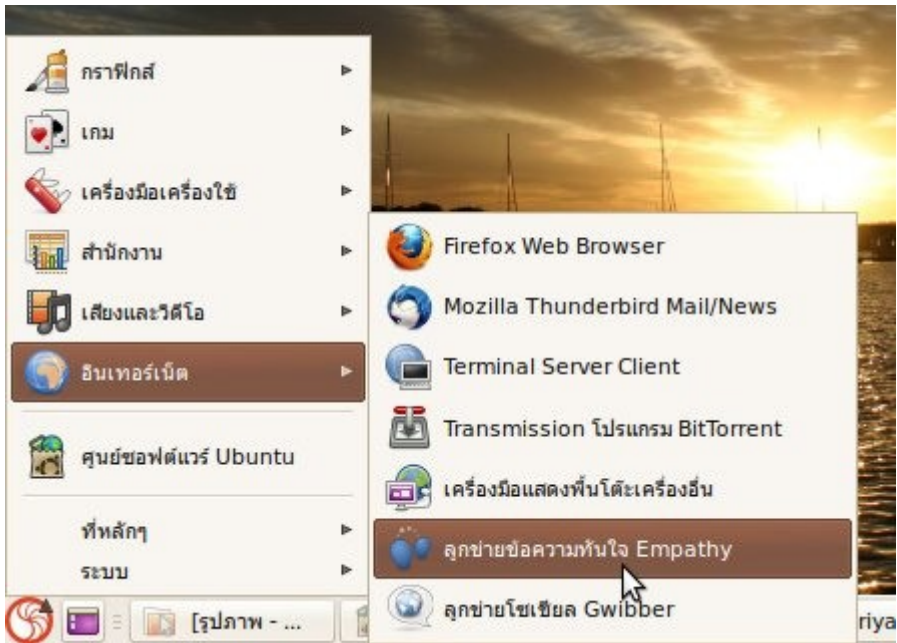 กราฟิกส์
เกม
เครื่องมือเครื่องใช้
สำนักงาน
เสียงและวิดีโอ
อินเทอร์เน็ต
ศูนย์ซอฟต์แวร์ Ubuntu
ที่หลักๆ
ระบบ
Firefox Web Browser
Mozilla Thunderbird Mail/News
Terminal Server Client
Transmission โปรแกรม BitTorrent
เครื่องมือแสดงพื้นโต๊ะเครื่องอื่น
ลูกข่ายข้อความทันใจ Empathy
ลูกข่ายโซเชียล Gwibber
[รูปภาพ - ...
riya